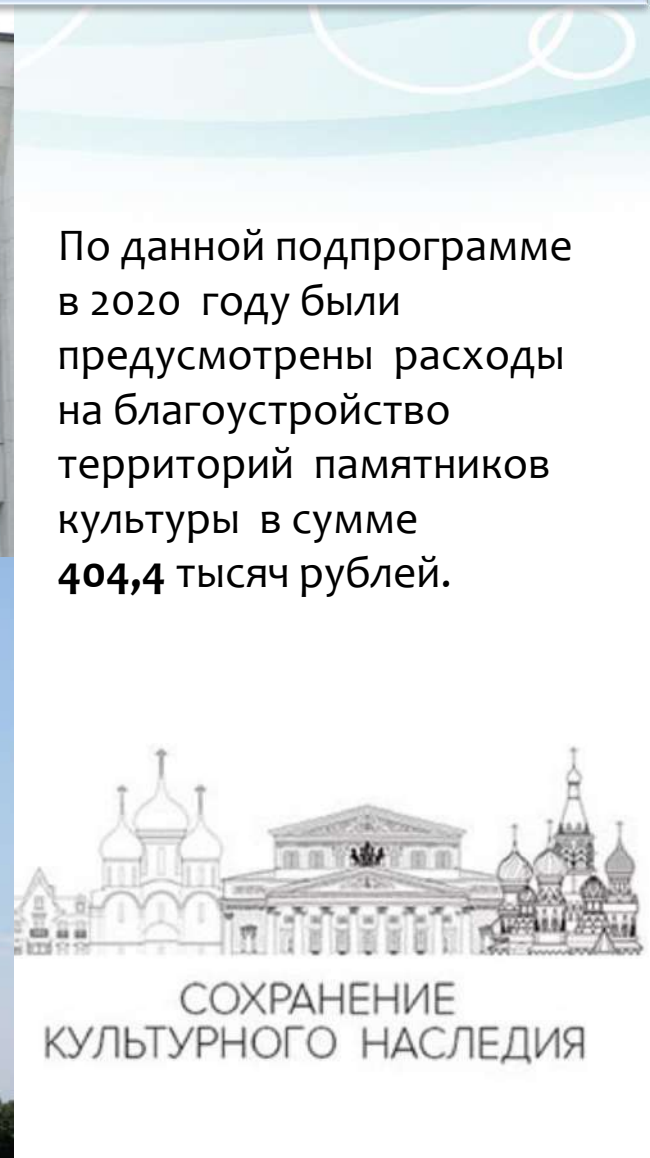 По данной подпрограмме
в 2020 году были
предусмотрены расходы
на благоустройство
территорий памятников
культуры в сумме
404,4 тысяч рублей.
СОХРАНЕНИЕ
КУЛЬТУРНОГО НАСЛЕДИЯ